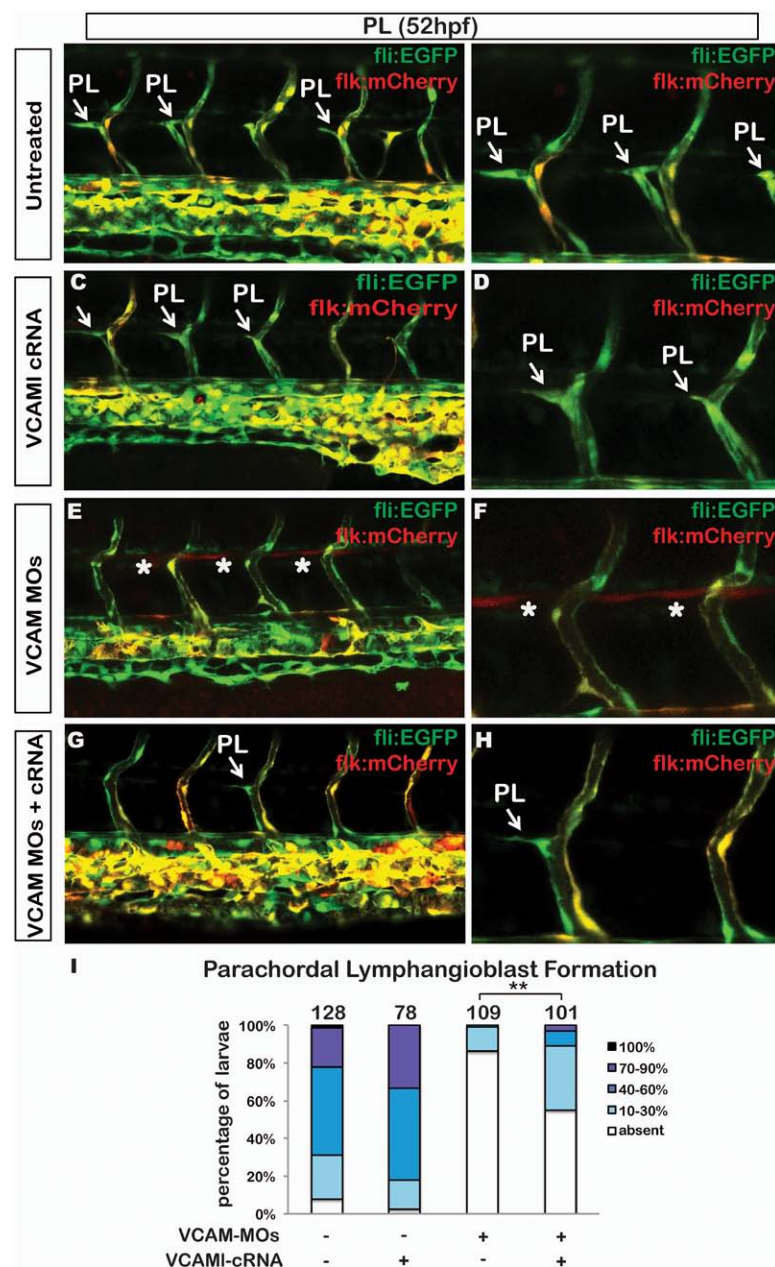 PL (52hpf)
Untreated
fli:EGFP
flk:mCherry
PL
PL
PL
fli:EGFP
flk:mCherry
PL
PL
PL
VCAMI cRNA
C
fli:EGFP
flk:mCherry
PL
PL
D
fli:EGFP
flk:mCherry
PL
PL
VCAM MOs
E
fli:EGFP
flk:mCherry
* * *
F
fli:EGFP
flk:mCherry
* *
VCAM MOs + cRNA
G
fli:EGFP
flk:mCherry
PL
H
fli:EGFP
flk:mCherry
PL
I Parachordal Lymphangioblast Formation
**
128 78 109 101
percentage of larvae
100%
80%
60%
40%
20%
0%
100%
70-90%
40-60%
10-30%
absent
VCAM-MOs - - + +
VCAMI-cRNA - + - +